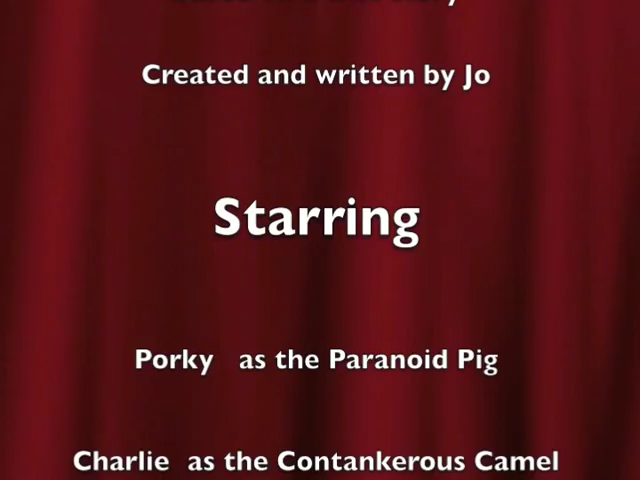 Created and written by Jo
Starring
Porky as the Paranoid Pig
Charlie as the Contankerous Camel